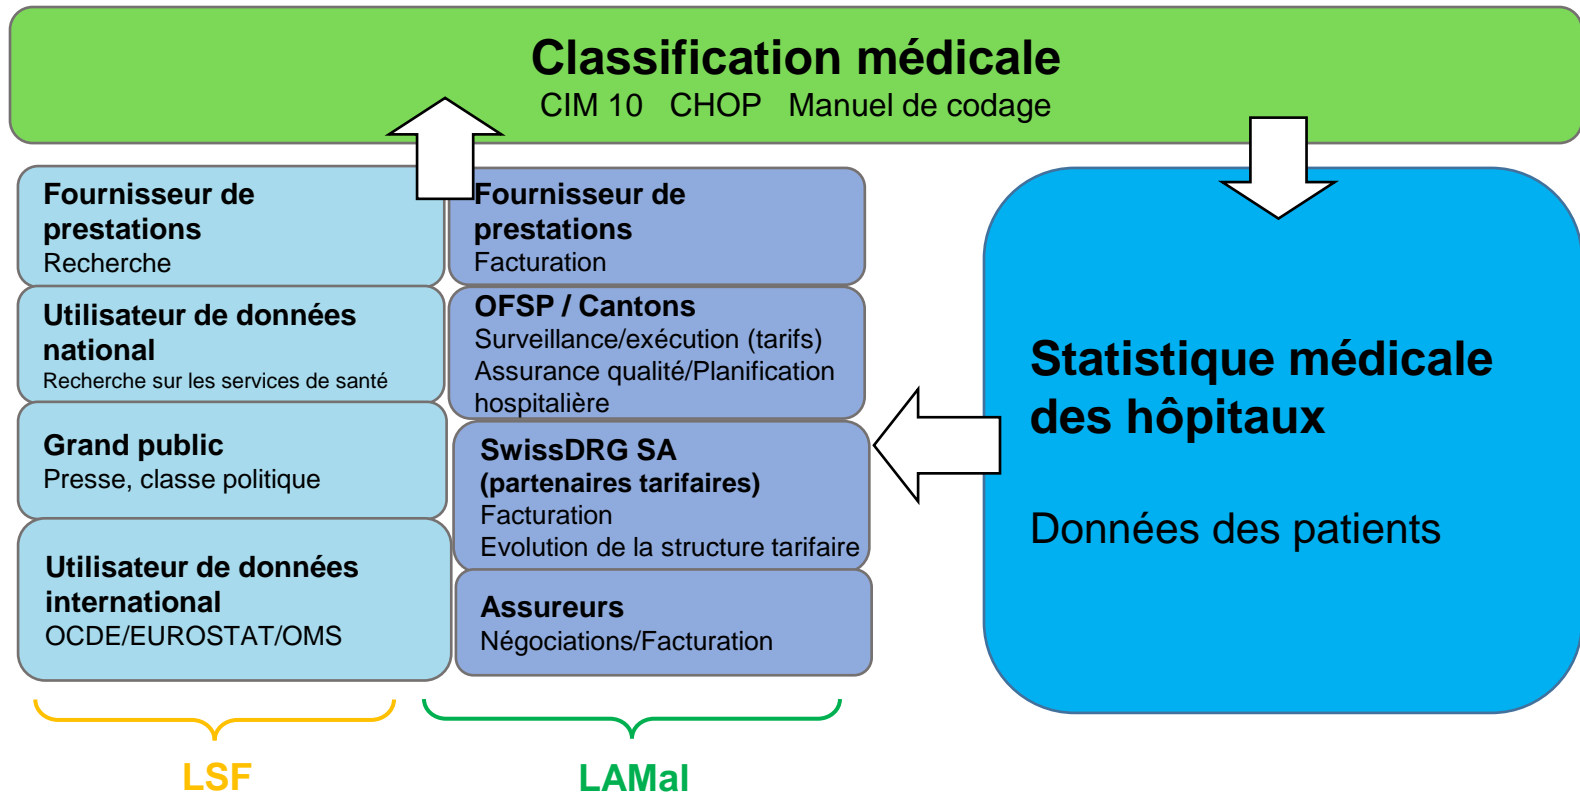 Classification médicale
CIM 10 CHOP Manuel de codage
Fournisseur de
prestations
Recherche
Utilisateur de données
national
Recherche sur les services de santé
Grand public
Presse, classe politique
Utilisateur de données
international
OCDE/EUROSTAT/OMS
LSF
Fournisseur de
prestations
Facturation
OFSP / Cantons
Surveillance/exécution (tarifs)
Assurance qualité/Planification
hospitalière
SwissDRG SA
(partenaires tarifaires)
Facturation
Evolution de la structure tarifaire
Assureurs
Négociations/Facturation
LAMal
Statistique médicale
des hôpitaux
Données des patients